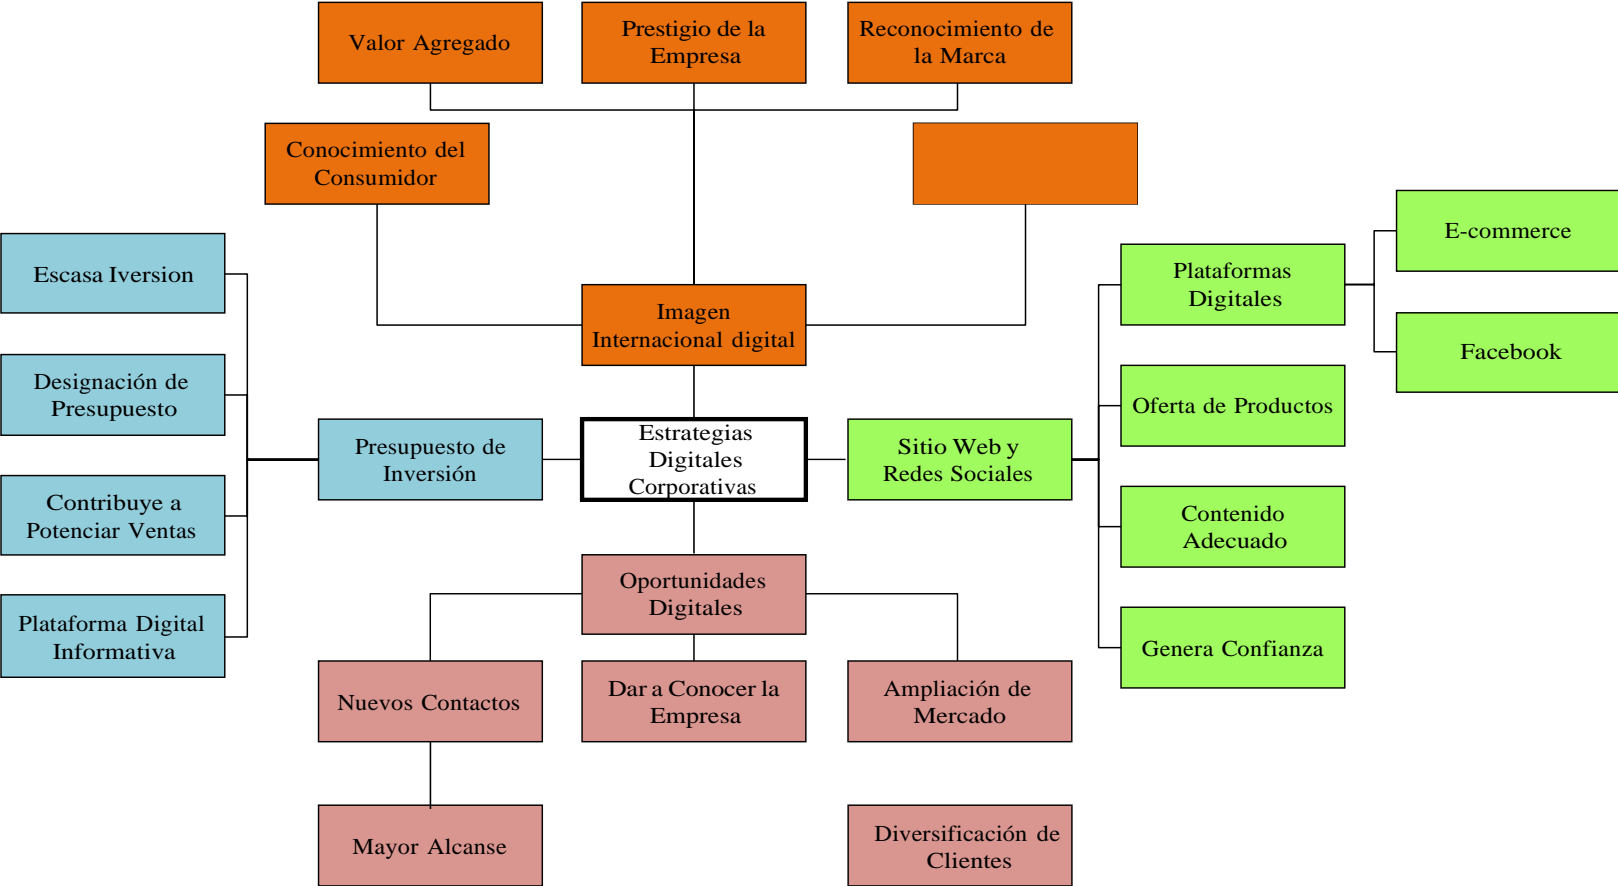 Valor Agregado
Prestigio de la
Empresa
Reconocimiento de
la Marca
Conocimiento del
Consumidor
Imagen
Internacional digital
Escasa Iversion
Designación de
Presupuesto
Contribuye a
Potenciar Ventas
Plataforma Digital
Informativa
Presupuesto de
Inversión
Estrategias
Digitales
Corporativas
Sitio Web y
Redes Sociales
Plataformas
Digitales
E-commerce
Facebook
Oferta de Productos
Contenido
Adecuado
Genera Confianza
Oportunidades
Digitales
Nuevos Contactos
Dar a Conocer la
Empresa
Ampliación de
Mercado
Mayor Alcanse
Diversificación de
Clientes